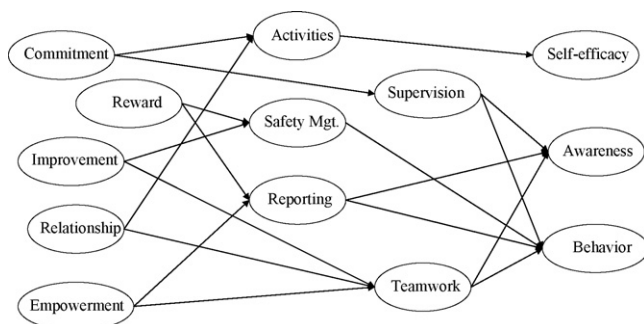 Activities
Commitment
Self-efficacy
Supervision
Reward
Safety Mgt.
Improvement
Awareness
Reporting
Relationship
Behavior
Teamwork
Empowerment